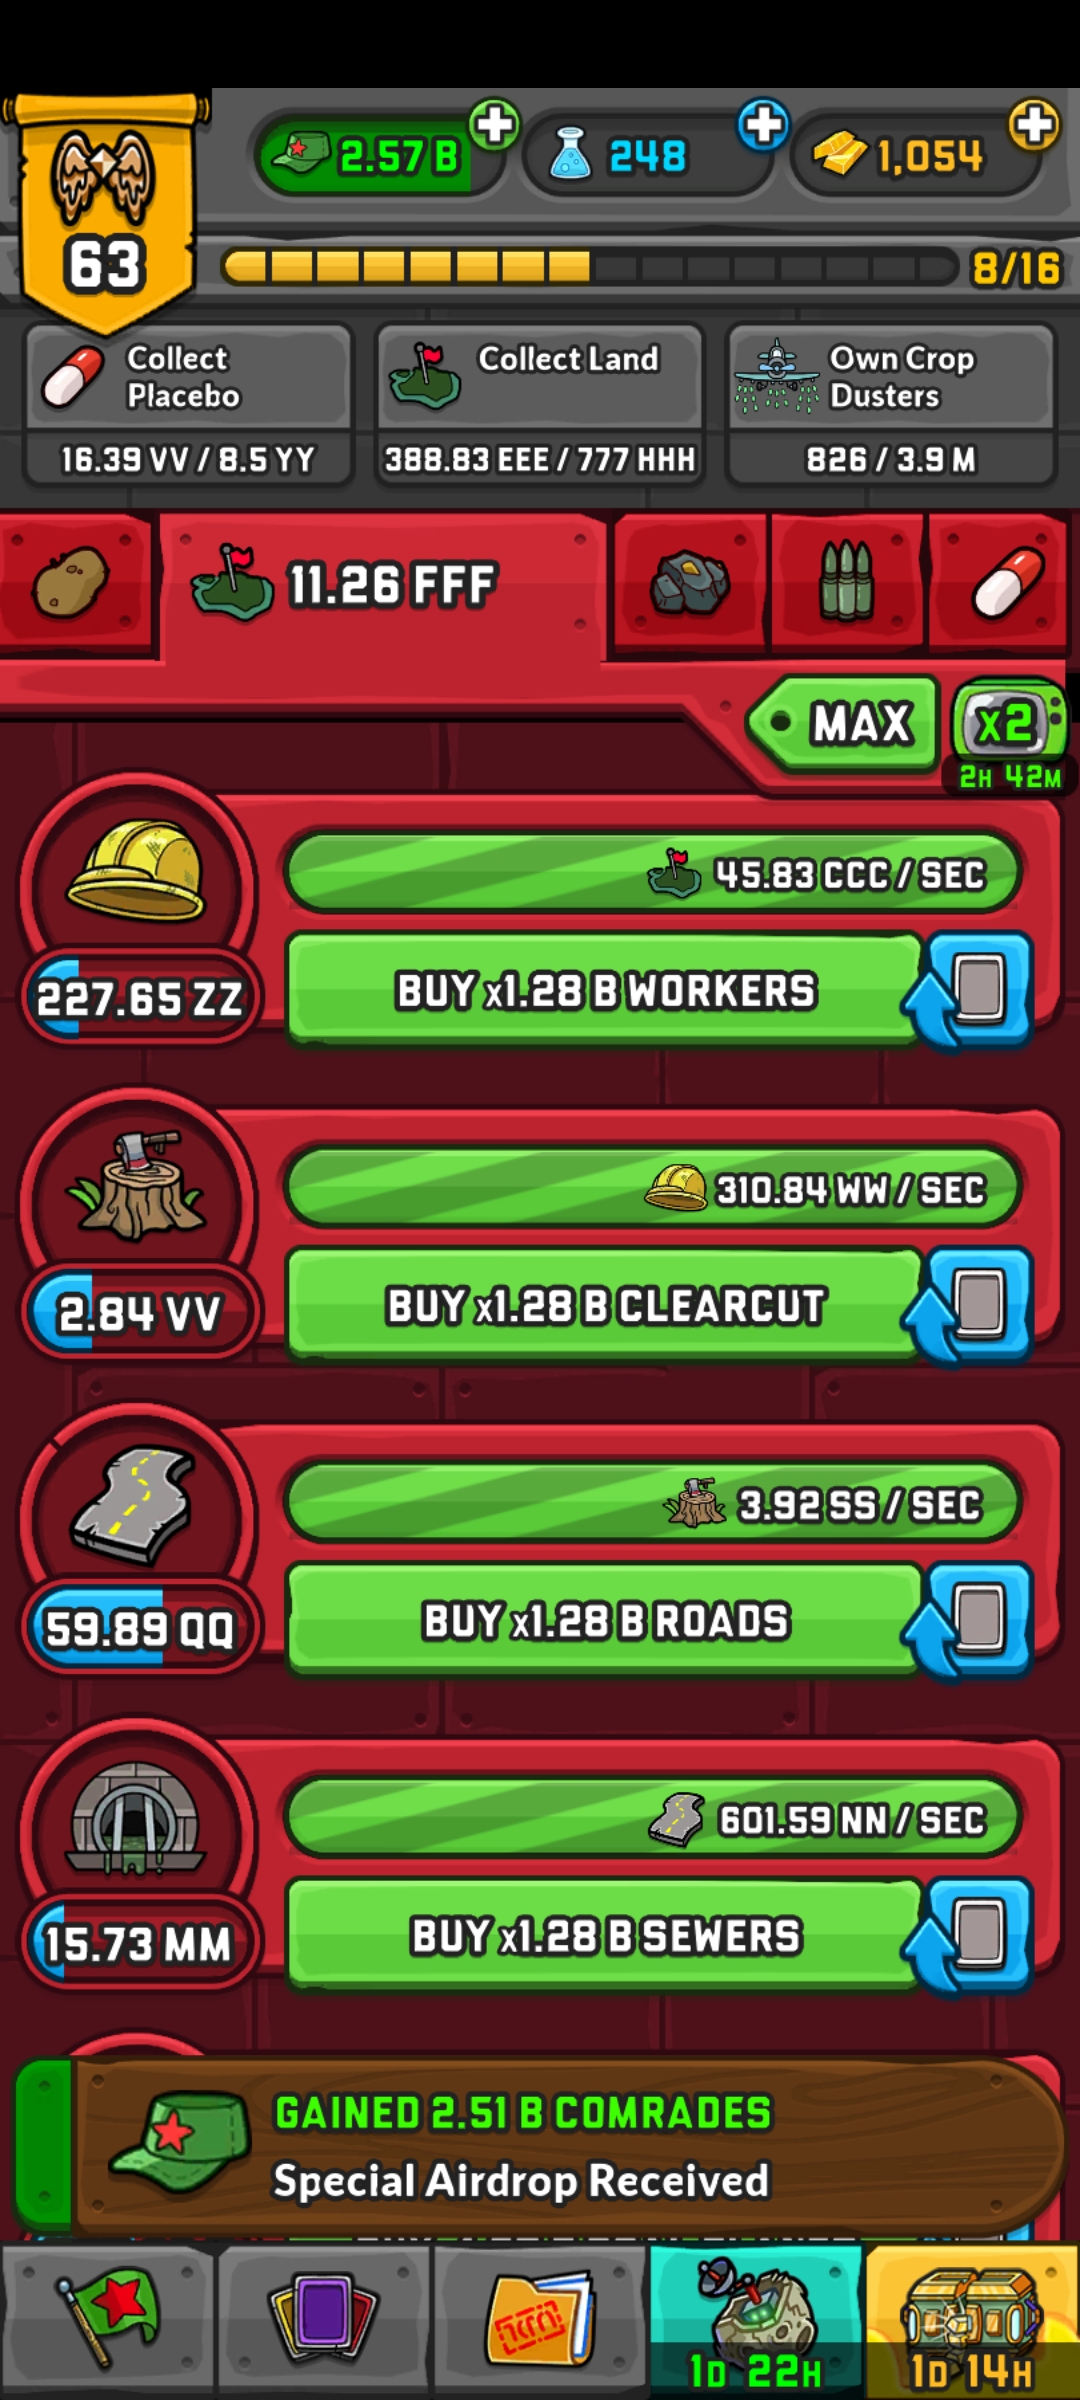 2.57 B
248
1,054
63
8/16
Collect
Placebo
16.39 VV / 8.5 YY
Collect Land
388.83 EEE / 777 HHH
Own Crop
Dusters
826 / 3.9 M
11.26 FFF
MAX
x2
2H 42M
45.83 CCC / SEC
227.65 ZZ
BUY x1.28 B WORKERS
310.84 WW / SEC
2.84 VV
BUY x1.28 B CLEARCUT
3.92 SS / SEC
59.89 QQ
BUY x1.28 B ROADS
601.59 NN / SEC
15.73 MM
BUY x1.28 B SEWERS
GAINED 2.51 B COMRADES
Special Airdrop Received
1D 22H
1D 14H